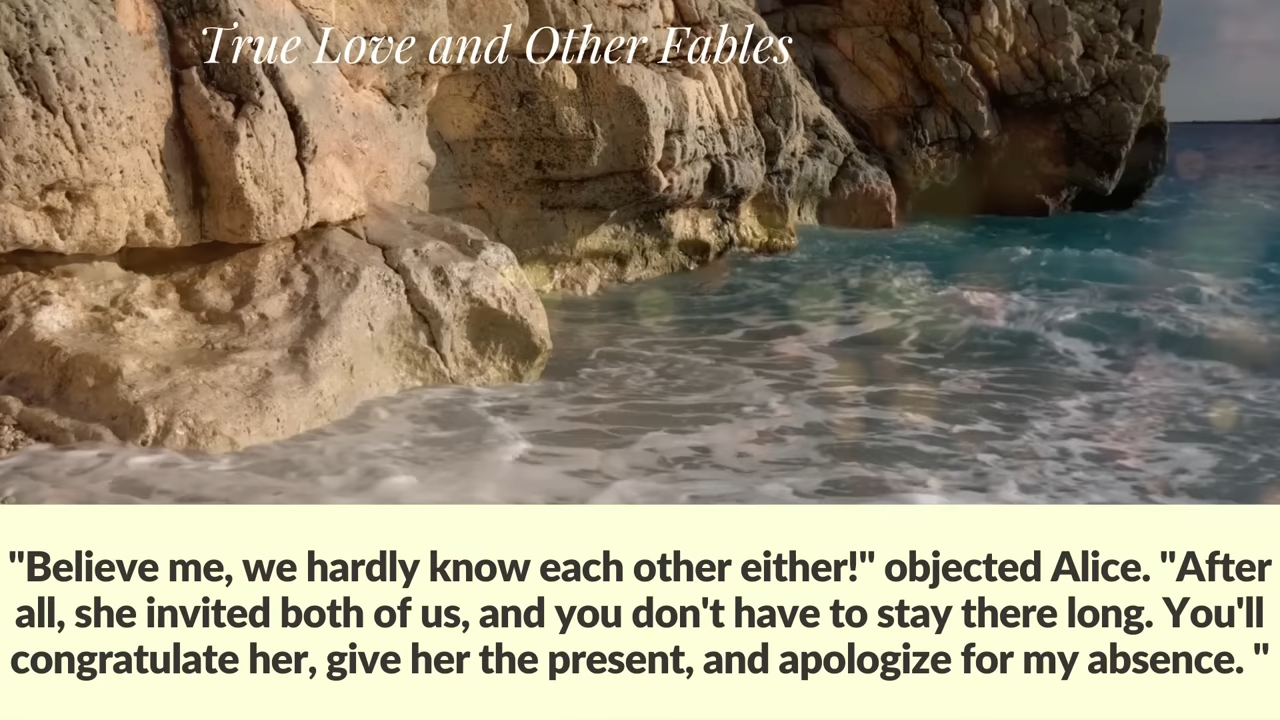 True Love and Other Fables
"Believe me, we hardly know each other either!" objected Alice. "After
all, she invited both of us, and you don't have to stay there long. You'll
congratulate her, give her the present, and apologize for my absence. "